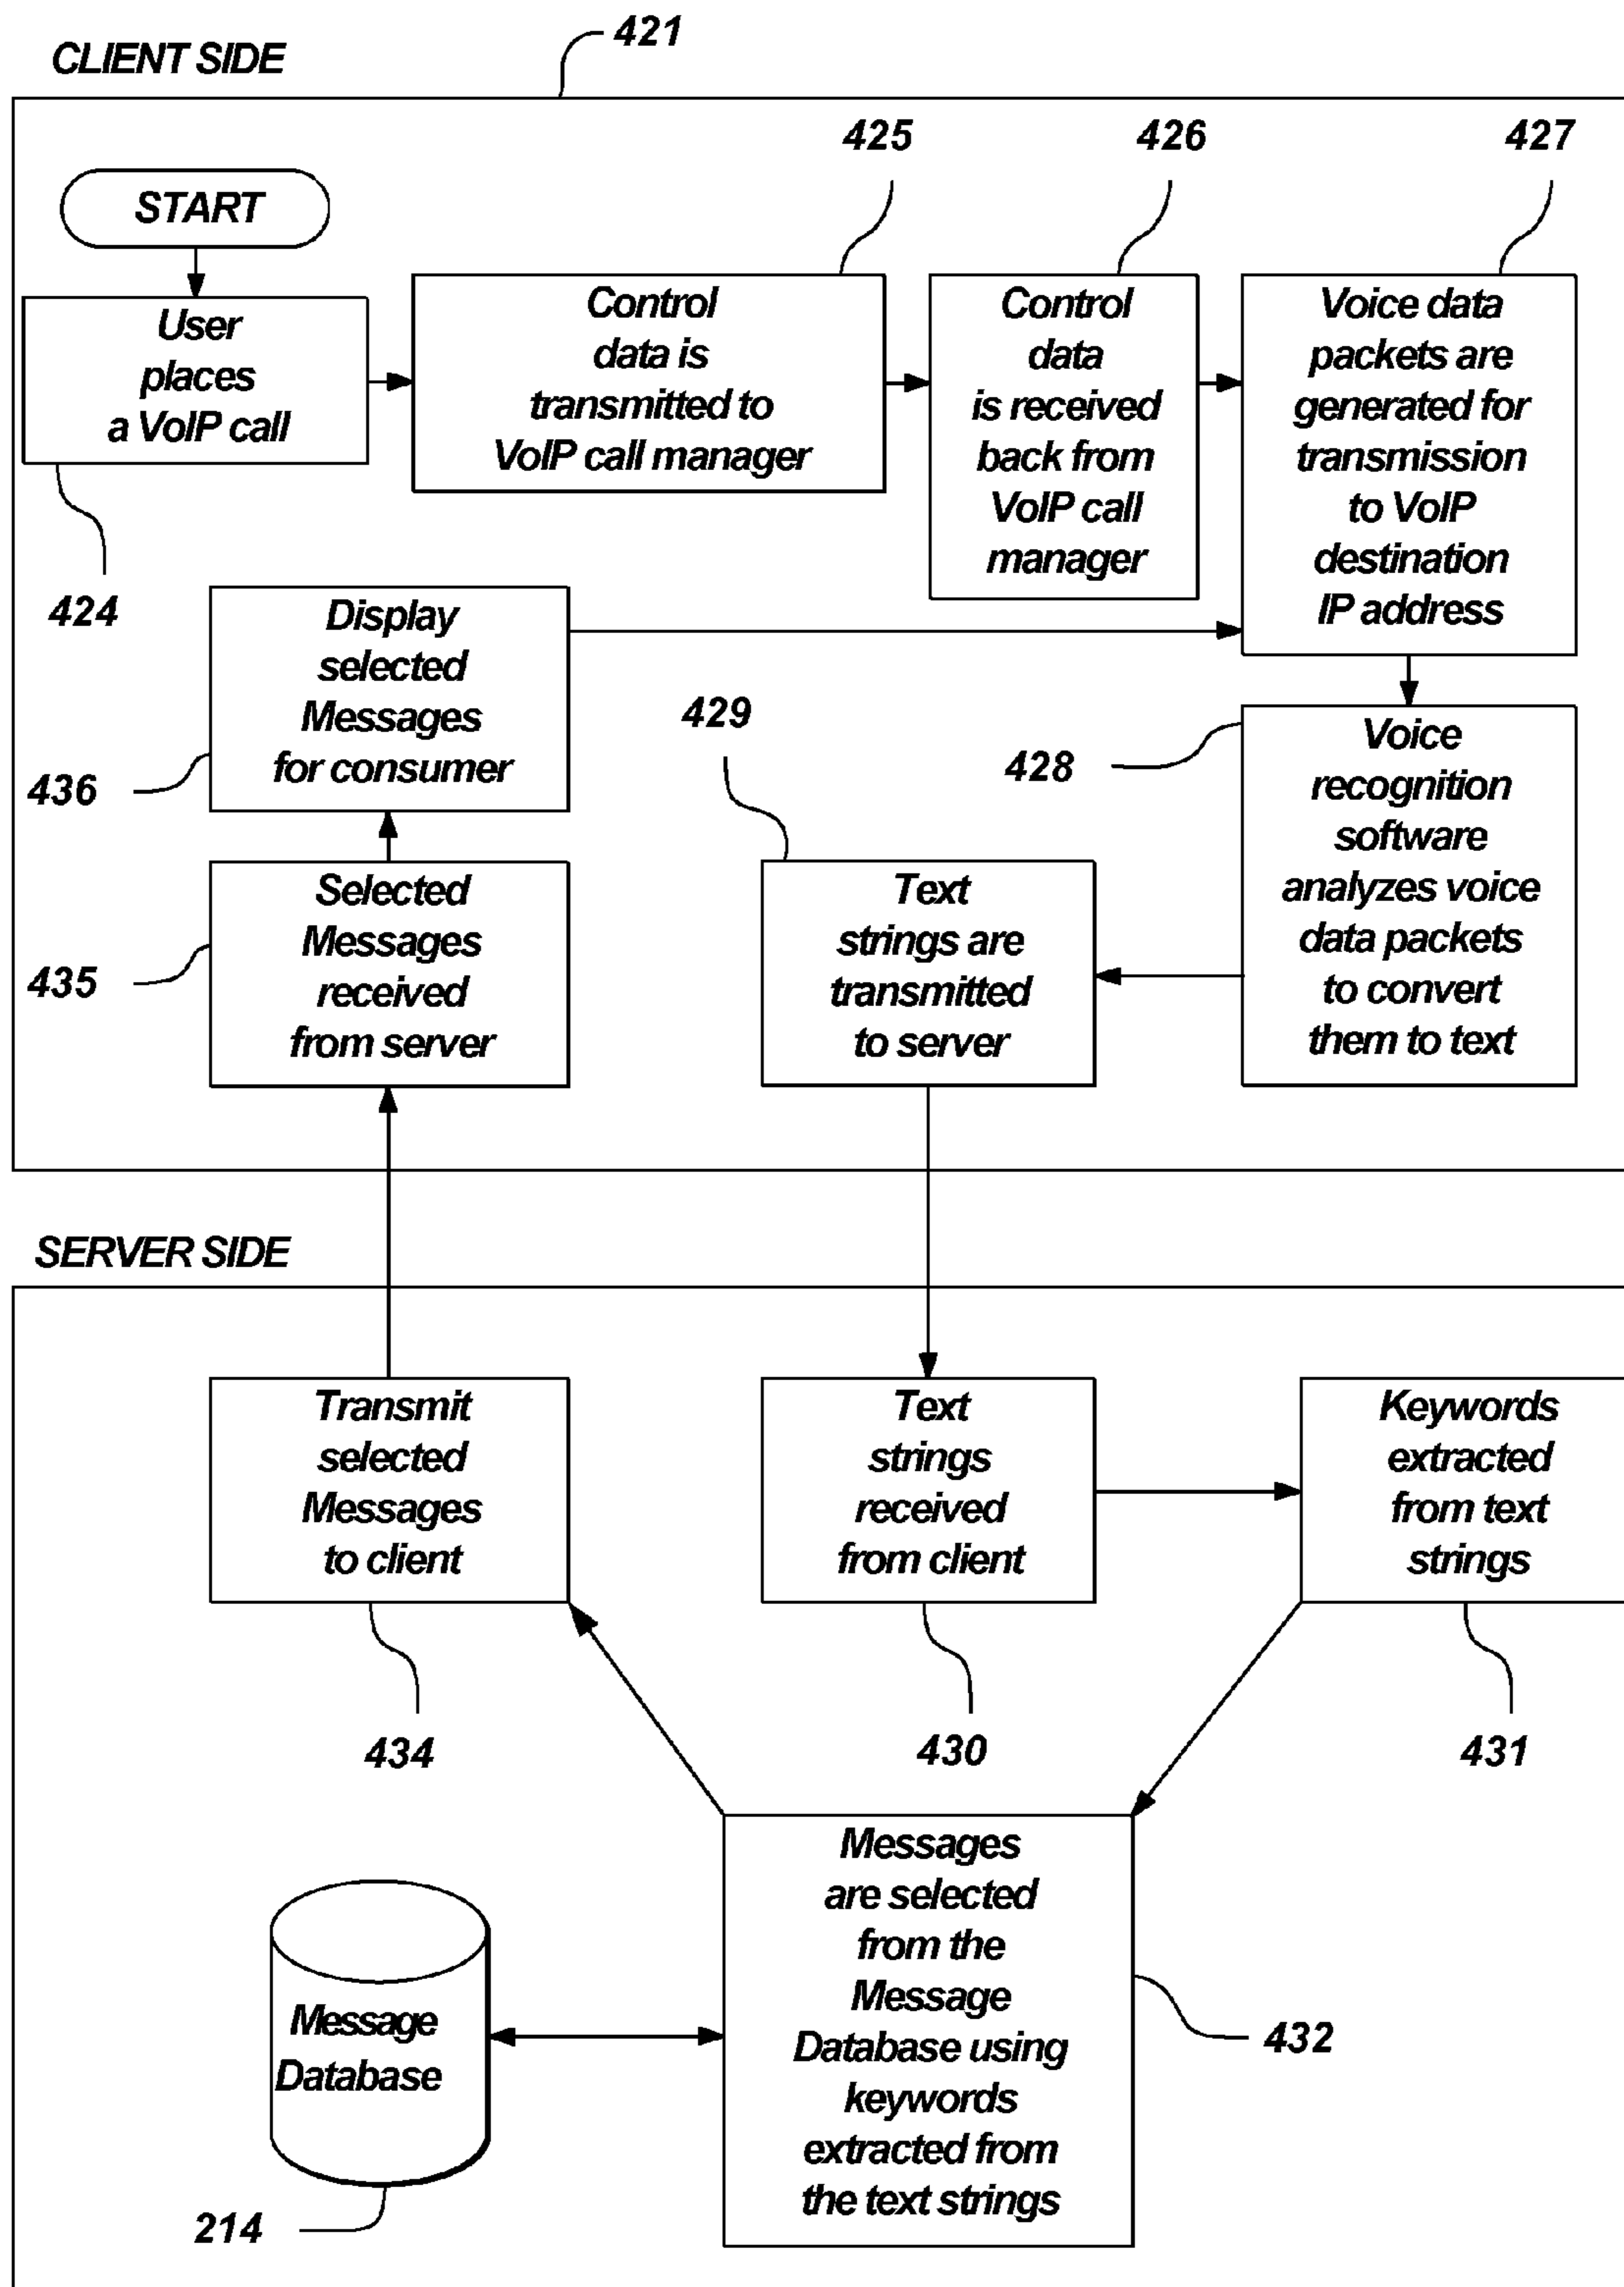 CLIENT SIDE
421
425
426
427
START
User
places
a VoIP call
Control
data is
transmitted to
VoIP call manager
Control
data
is received
back from
VoIP call
manager
Voice data
packets are
generated for
transmission
to VoIP
destination
IP address
424
Display
selected
Messages
for consumer
436
429
428
Voice
recognition
software
analyzes voice
data packets
to convert
them to text
Selected
Messages
received
from server
435
Text
strings are
transmitted
to server
SERVER SIDE
Transmit
selected
Messages
to client
Text
strings
received
from client
Keywords
extracted
from text
strings
434
430
431
Messages
are selected
from the
Message
Database using
keywords
extracted from
the text strings
432
Message
Database
214